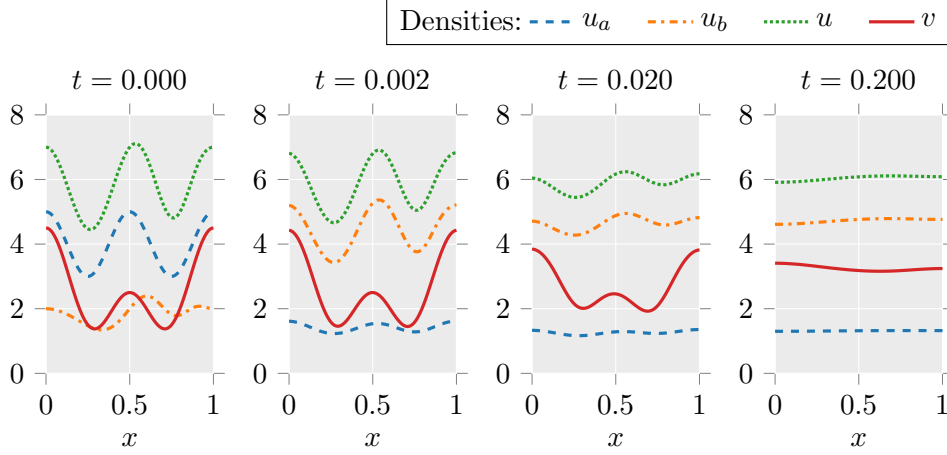 Densities: u_a u_b u v
t = 0.000 t = 0.002 t = 0.020 t = 0.200
8 8 8 8
6 6 6 6
4 4 4 4
2 2 2 2
0 0 0 0
0 0.5 1 0 0.5 1 0 0.5 1 0 0.5 1
x x x x